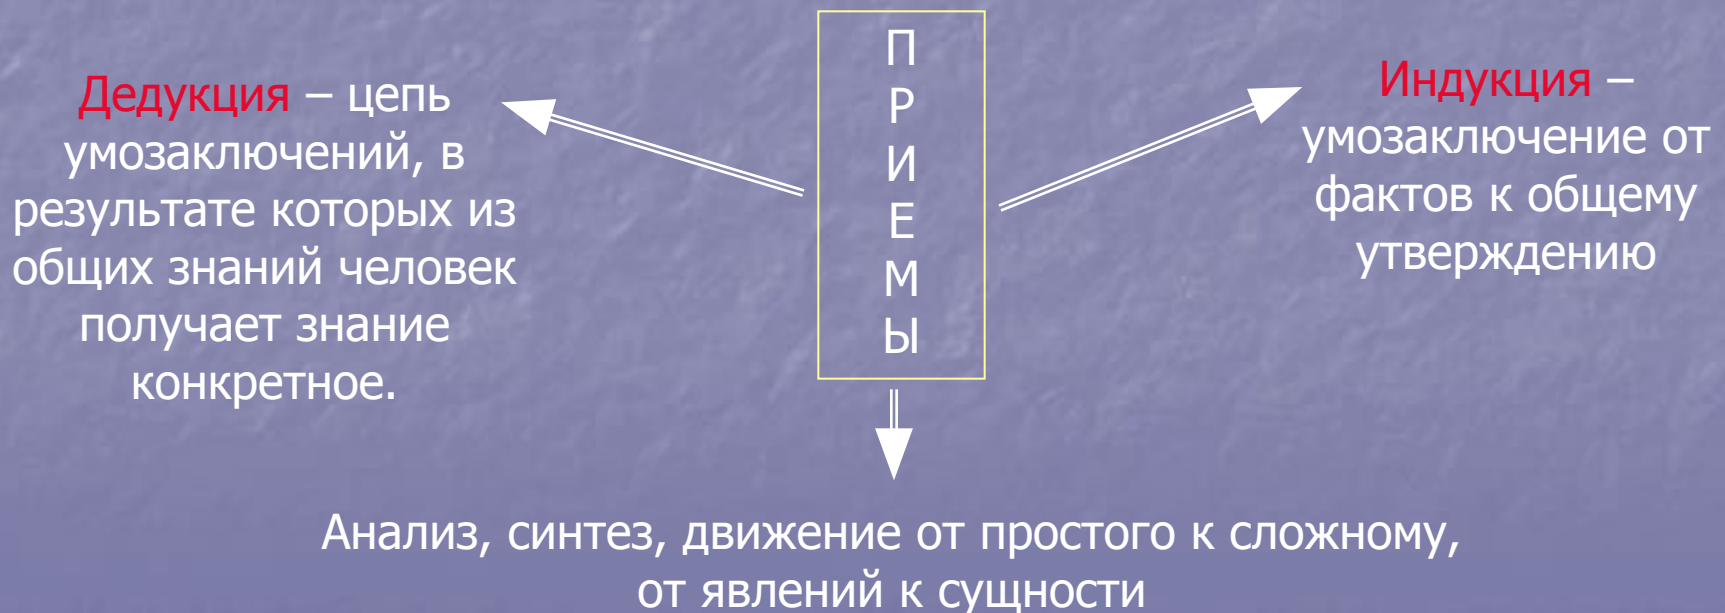 П
Р
И
Е
М
Ы
Дедукция – цепь
умозаключений, в
результате которых из
общих знаний человек
получает знание
конкретное.
Индукция –
умозаключение от
фактов к общему
утверждению
Анализ, синтез, движение от простого к сложному,
от явлений к сущности